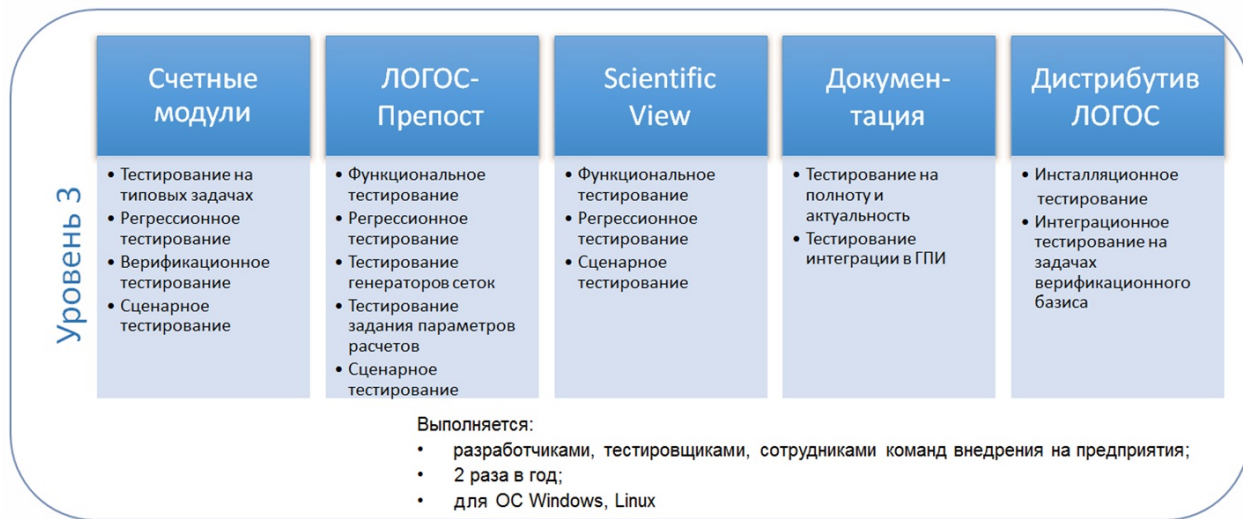 Уровень 3
Счетные
модули
• Тестирование на
типовых задачах
• Регрессионное
тестирование
• Верификационное
тестирование
• Сценарное
тестирование
ЛОГОС-
Препост
• Функциональное
тестирование
• Регрессионное
тестирование
• Тестирование
генераторов сеток
• Тестирование
задания параметров
расчетов
• Сценарное
тестирование
Scientific
View
• Функциональное
тестирование
• Регрессионное
тестирование
• Сценарное
тестирование
Докумен-
тация
• Тестирование на
полноту и
актуальность
• Тестирование
интеграции в ГПИ
Дистрибутив
ЛОГОС
• Инсталляционное
тестирование
• Интеграционное
тестирование на
задачах
верификационного
базиса
Выполняется:
• разработчиками, тестировщиками, сотрудниками команд внедрения на предприятия;
• 2 раза в год;
• для ОС Windows, Linux